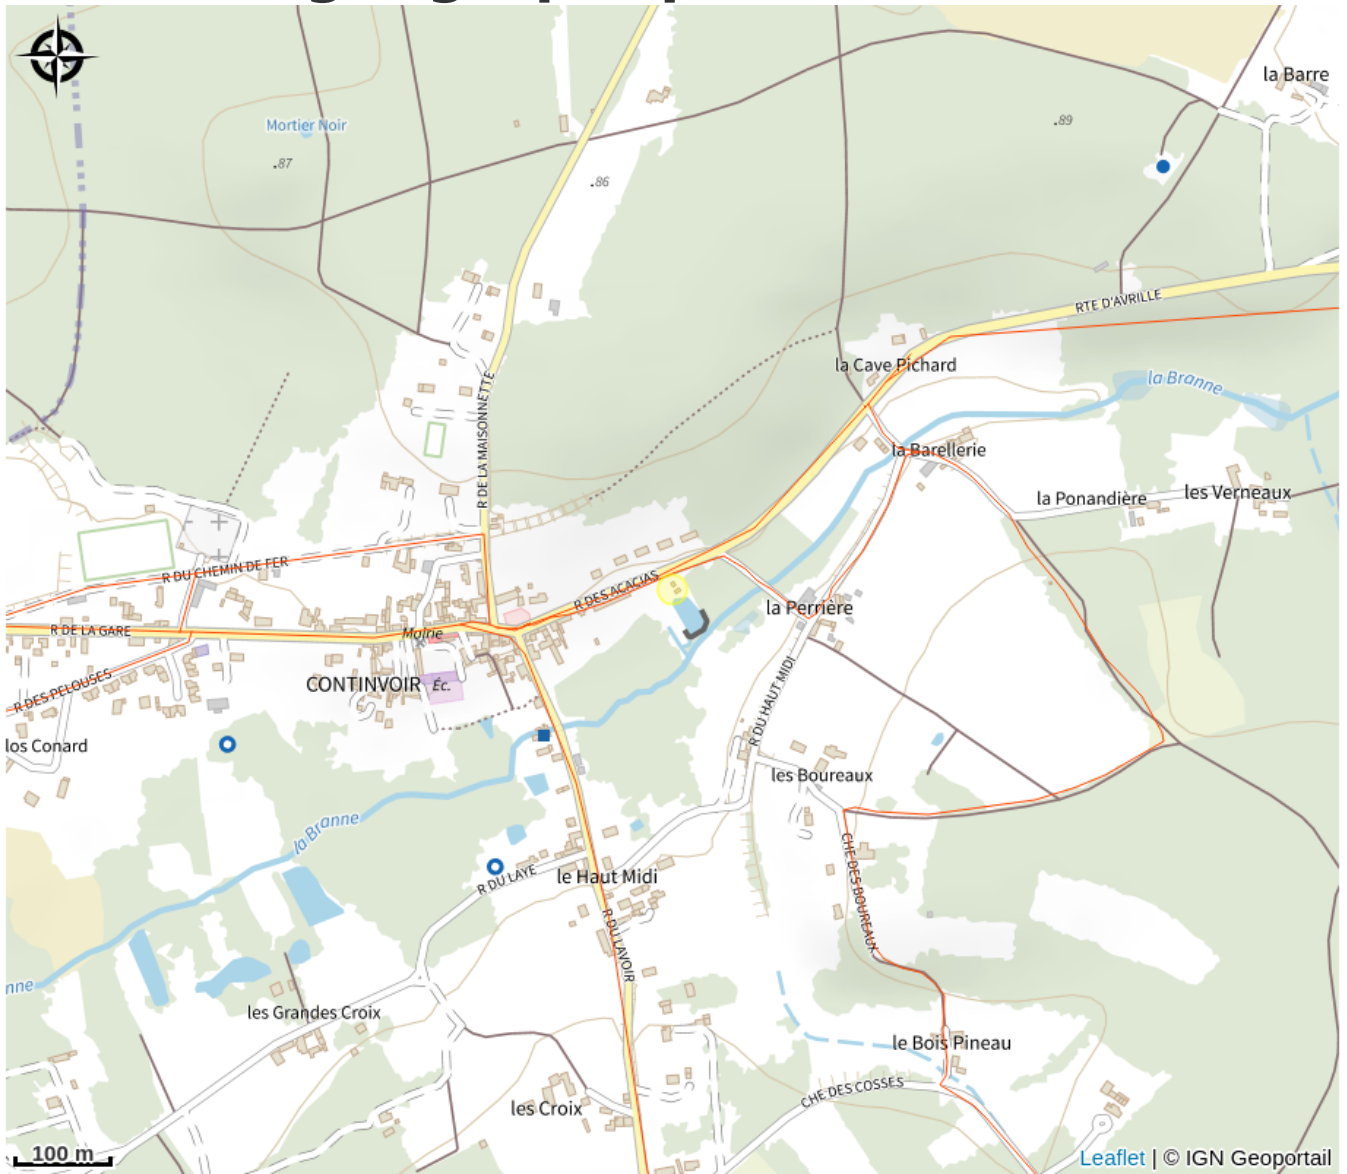 la Barre
Mortier Noir
.89
.87
.86
RTE D'AVRILLE
la Cave Pichard
la Branne
R DE LA MAISONNETTE
la Barellerie
la Ponandière
les Verneaux
R DU CHEMIN DE FER
R DES ACACIAS
la Perrière
R DE LA GARE
Mairie
CONTINVOIR
Éc.
R DES PELOUSES
R DU HAUT MIDI
los Conard
les Boureaux
la Branne
CHE DES BOUREAUX
R DU LAYE
le Haut Midi
R DU LAVOIR
nne
les Grandes Croix
le Bois Pineau
CHE DES COSSES
les Croix
100 m
Leaflet | © IGN Geoportail